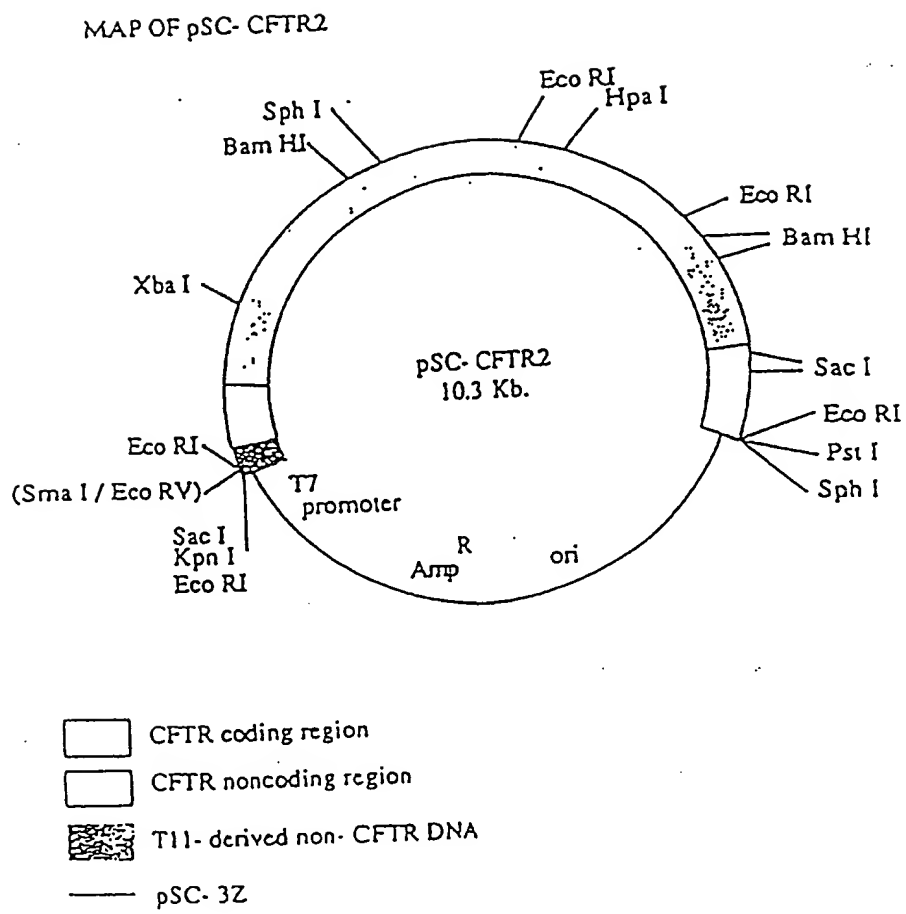 MAP OF pSC- CFTR2
Eco RI
Hpa I
Sph I
Bam HI
Eco RI
Bam HI
Xba I
pSC- CFTR2
10.3 Kb.
Sac I
Eco RI
Pst I
Sph I
Eco RI
(Sma I / Eco RV)
T7
promoter
Sac I
Kpn I
Eco RI
Amp R
ori
CFTR coding region
CFTR noncoding region
T11- derived non- CFTR DNA
pSC- 3Z